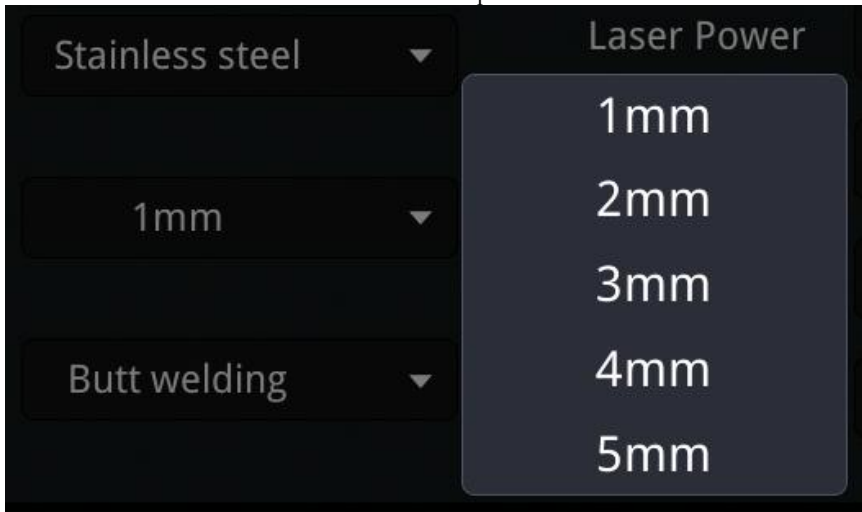 Stainless steel
1mm
Butt welding
Laser Power
1mm
2mm
3mm
4mm
5mm